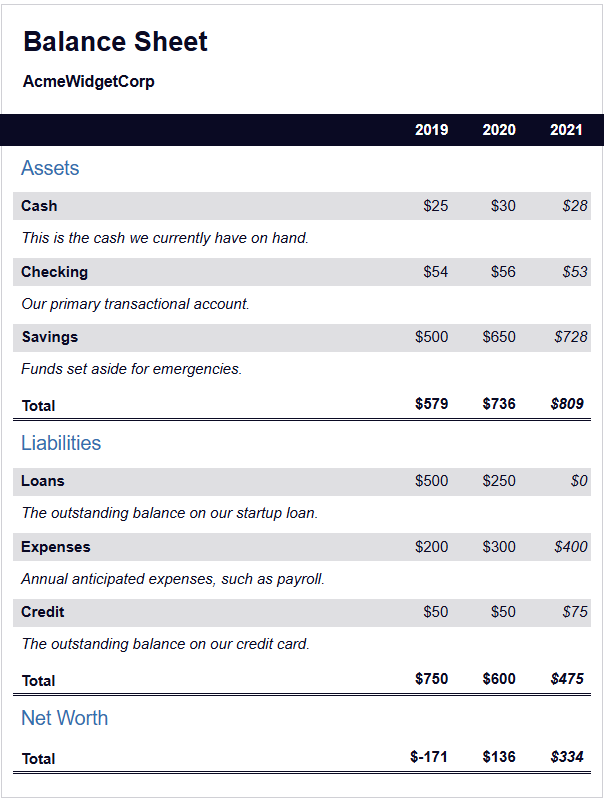 Balance Sheet
AcmeWidgetCorp
2019 2020 2021
Assets
Cash $25 $30 $28
This is the cash we currently have on hand.
Checking $54 $56 $53
Our primary transactional account.
Savings $500 $650 $728
Funds set aside for emergencies.
Total $579 $736 $809
Liabilities
Loans $500 $250 $0
The outstanding balance on our startup loan.
Expenses $200 $300 $400
Annual anticipated expenses, such as payroll.
Credit $50 $50 $75
The outstanding balance on our credit card.
Total $750 $600 $475
Net Worth
Total $-171 $136 $334